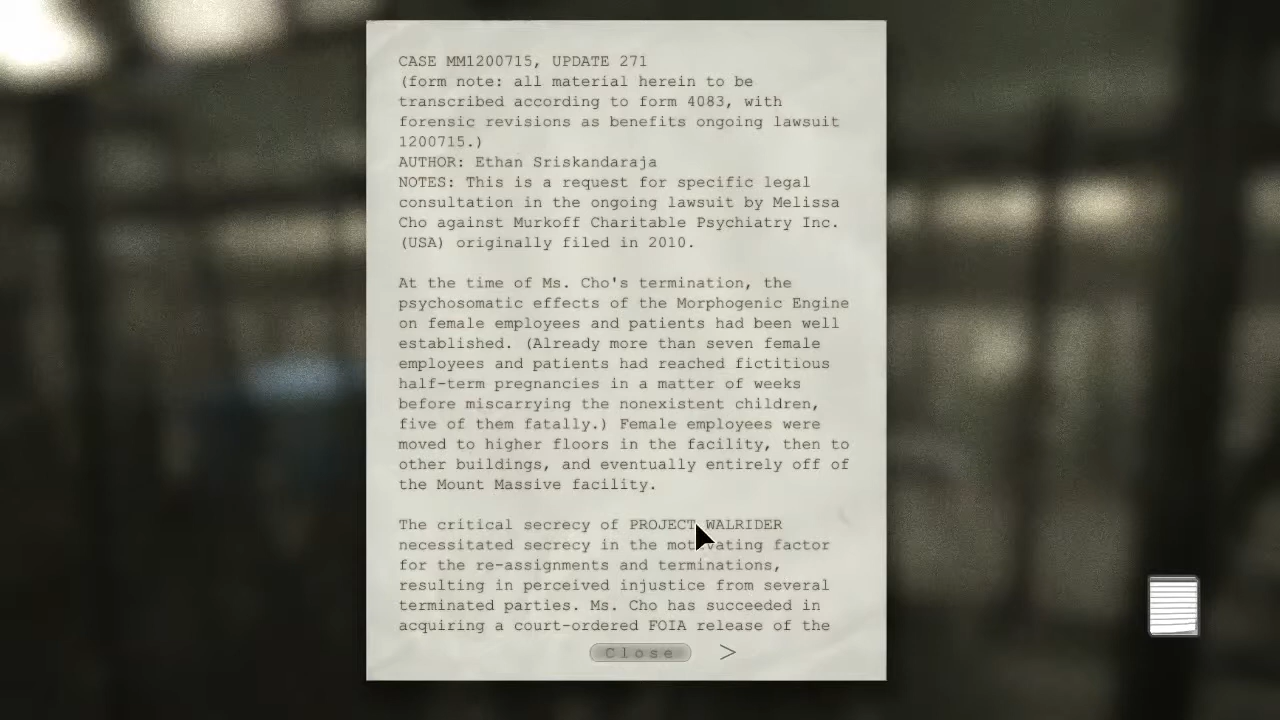 CASE MM1200715, UPDATE 271
(form note: all material herein to be
transcribed according to form 4083, with
forensic revisions as benefits ongoing lawsuit
1200715.)
AUTHOR: Ethan Sriskandaraja
NOTES: This is a request for specific legal
consultation in the ongoing lawsuit by Melissa
Cho against Murkoff Charitable Psychiatry Inc.
(USA) originally filed in 2010.
At the time of Ms. Cho's termination, the
psychosomatic effects of the Morphogenic Engine
on female employees and patients had been well
established. (Already more than seven female
employees and patients had reached fictitious
half-term pregnancies in a matter of weeks
before miscarrying the nonexistent children,
five of them fatally.) Female employees were
moved to higher floors in the facility, then to
other buildings, and eventually entirely off of
the Mount Massive facility.
The critical secrecy of PROJECT WALRIDER
necessitated secrecy in the motivating factor
for the re-assignments and terminations,
resulting in perceived injustice from several
terminated parties. Ms. Cho has succeeded in
acquiring a court-ordered FOIA release of the
Close >